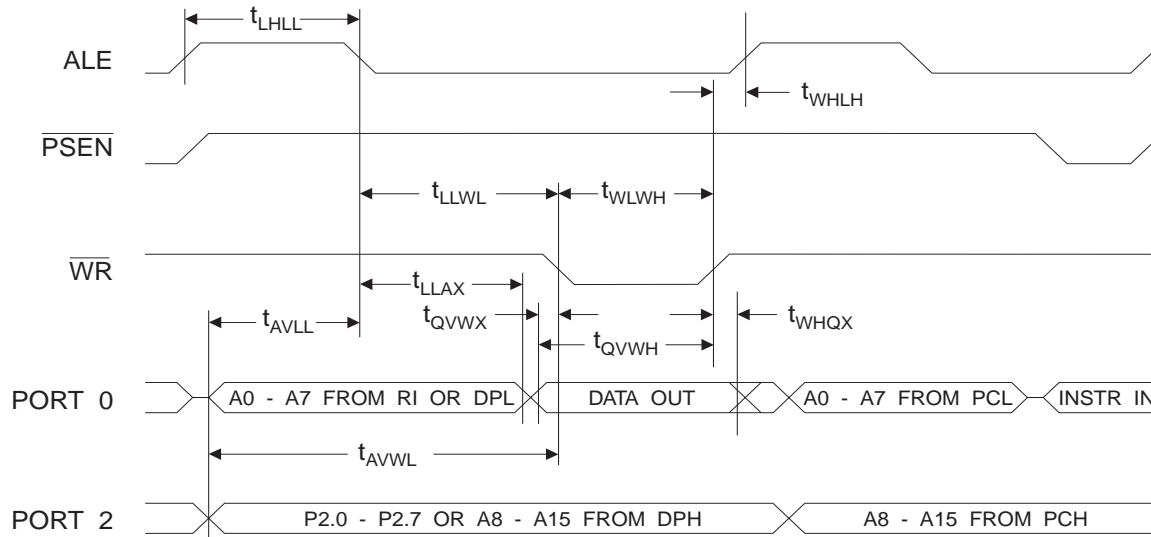 tLHLL
ALE
tWHLH
PSEN
tLLWL
tWLWH
WR
tLLAX
tQVWX
tWHQX
tAVLL
tQVWH
PORT 0
A0 - A7 FROM RI OR DPL
DATA OUT
A0 - A7 FROM PCL
INSTR IN
tAVWL
PORT 2
P2.0 - P2.7 OR A8 - A15 FROM DPH
A8 - A15 FROM PCH